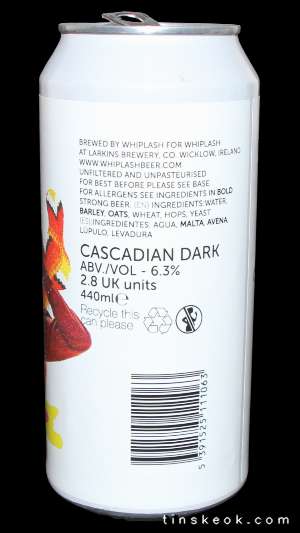 BREWED BY WHIPLASH FOR WHIPLASH
AT LARKINS BREWERY, CO. WICKLOW, IRELAND
WWW.WHIPLASHBEER.COM
UNFILTERED AND UNPASTEURISED
FOR BEST BEFORE PLEASE SEE BASE
FOR ALLERGENS SEE INGREDIENTS IN BOLD
STRONG BEER. (EN) INGREDIENTS:WATER,
BARLEY, OATS, WHEAT, HOPS, YEAST
(ES)INGREDIENTES: AGUA, MALTA, AVENA,
LÚPULO, LEVADURA
CASCADIAN DARK
ABV./VOL - 6.3%
2.8 UK units
440ml℮
Recycle this
can please
5 391525 111063
tinskeok.com